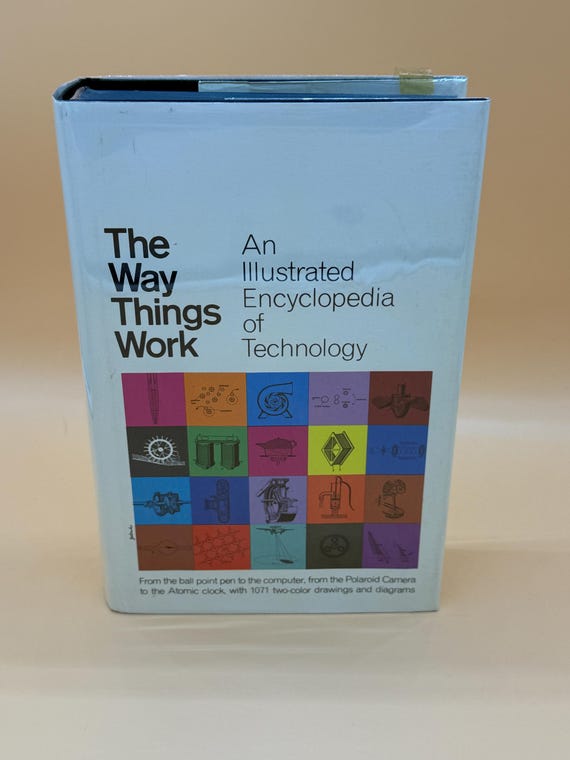 The
Way
Things
Work
An
Illustrated
Encyclopedia
of
Technology
From the ball point pen to the computer, from the Polaroid Camera
to the Atomic clock, with 1071 two-color drawings and diagrams